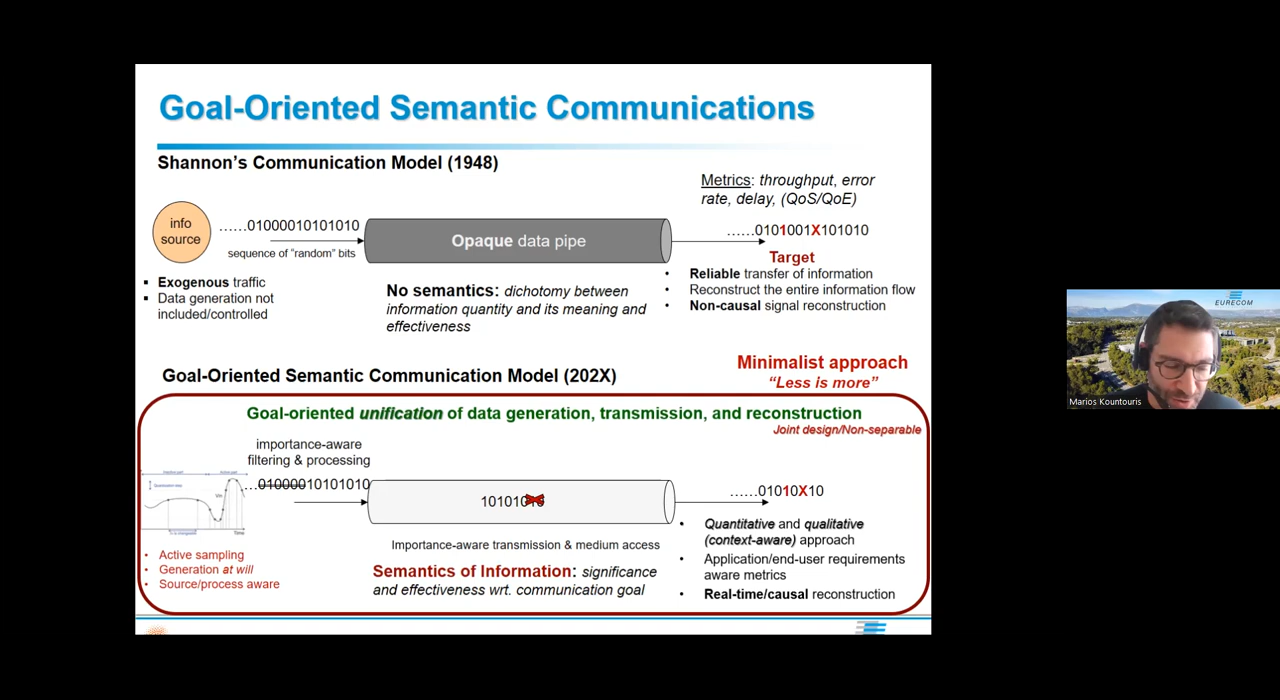 Goal-Oriented Semantic Communications
Shannon's Communication Model (1948)
Metrics: throughput, error
rate, delay, (QoS/QoE)
info
source
……01000010101010
sequence of "random" bits
Opaque data pipe
……0101001X101010
Target
▪ Exogenous traffic
▪ Data generation not
included/controlled
No semantics: dichotomy between
information quantity and its meaning and
effectiveness
• Reliable transfer of information
• Reconstruct the entire information flow
• Non-causal signal reconstruction
Minimalist approach
"Less is more"
Goal-Oriented Semantic Communication Model (202X)
Goal-oriented unification of data generation, transmission, and reconstruction
Joint design/Non-separable
importance-aware
filtering & processing
…01000010101010
Time
101010
……01010X10
Importance-aware transmission & medium access
• Active sampling
• Generation at will
• Source/process aware
Semantics of Information: significance
and effectiveness wrt. communication goal
• Quantitative and qualitative
(context-aware) approach
• Application/end-user requirements
aware metrics
• Real-time/causal reconstruction
EURECOM
Marios Kountouris